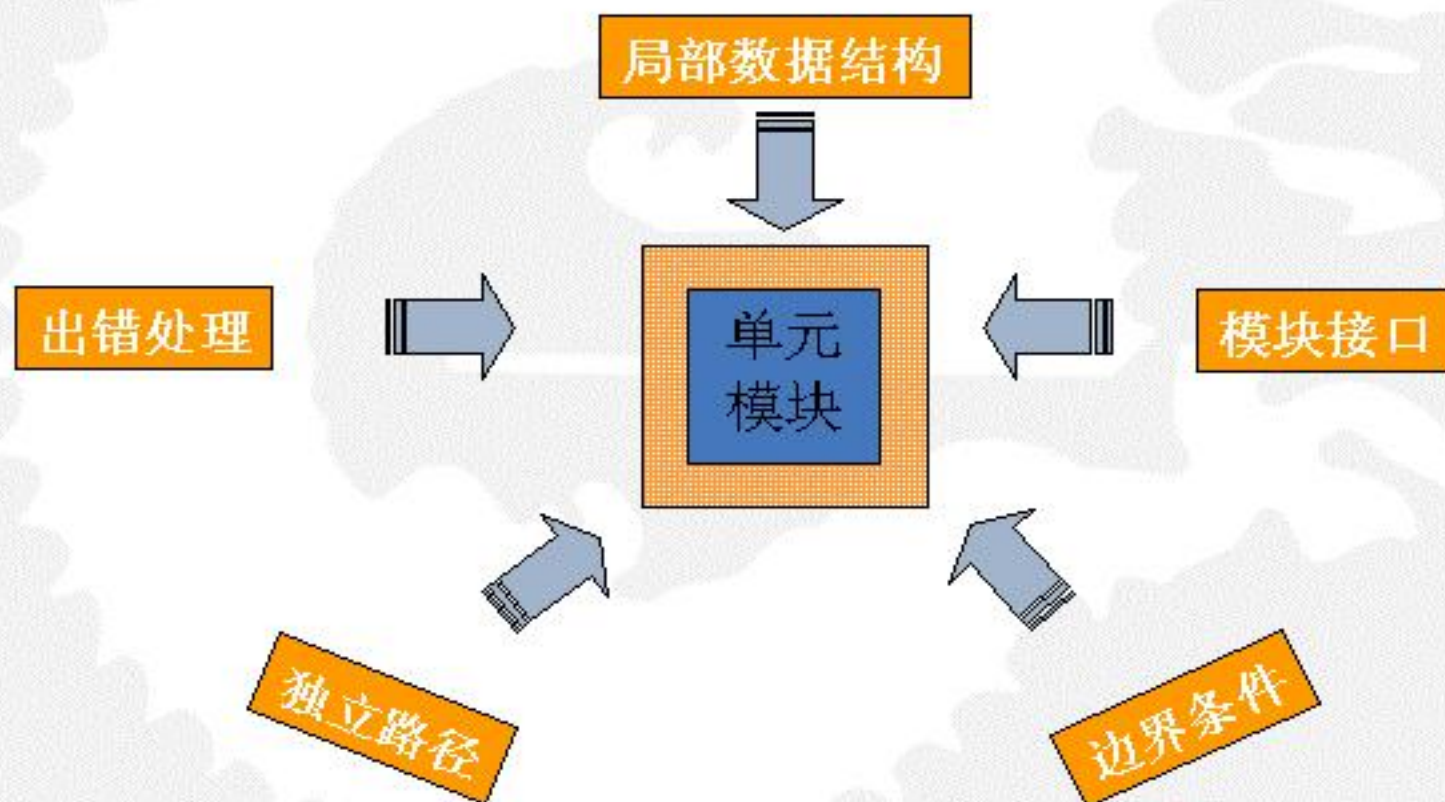 局部数据结构
出错处理
单元
模块
模块接口
独立路径
边界条件